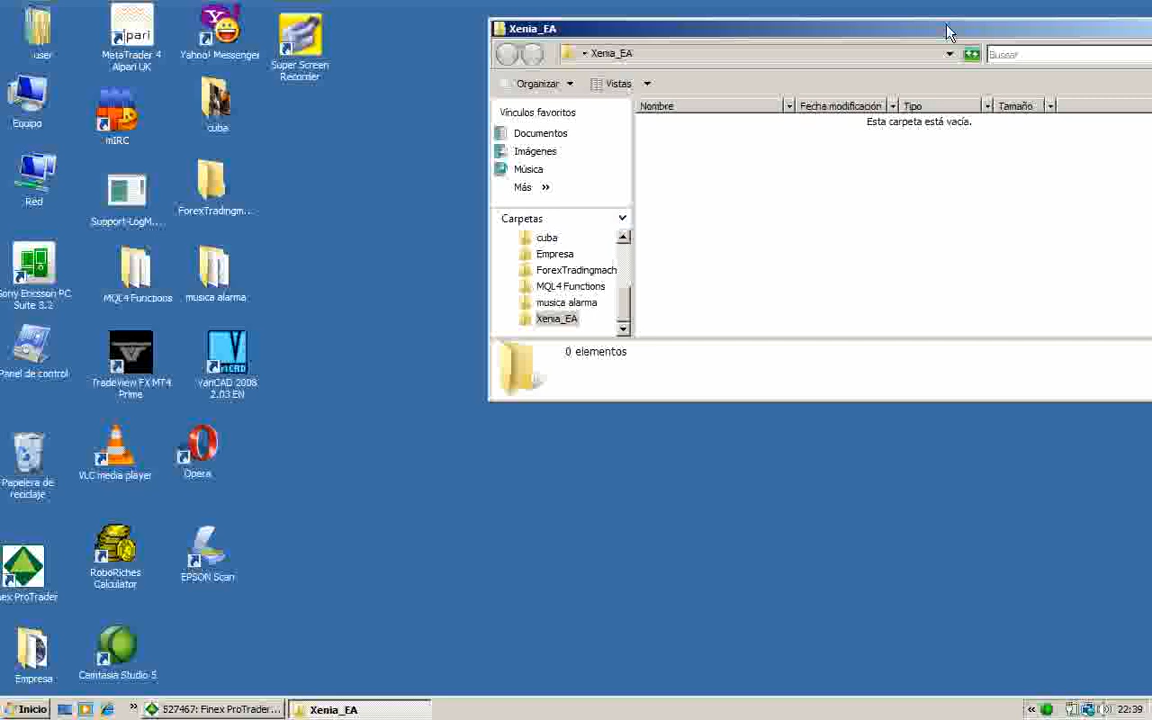 user
Alpari
MetaTrader 4
Alpari UK
Yahoo! Messenger
Super Screen
Recorder
Equipo
mIRC
cuba
Red
Support-LogM...
ForexTradingm...
Sony Ericsson PC
Suite 3.2
MQL4 Functions
musica alarma
Panel de control
TradeView FX MT4
Prime
VariCAD 2008
2.03 EN
Papelera de
reciclaje
VLC media player
Opera
RoboRiches
Calculator
EPSON Scan
nex ProTrader
Empresa
Camtasia Studio 5
Xenia_EA
Xenia_EA
Buscar
Organizar
Vistas
Vínculos favoritos
Documentos
Imágenes
Música
Más »
Carpetas
cuba
Empresa
ForexTradingmach
MQL4 Functions
musica alarma
Xenia_EA
Nombre Fecha modificación Tipo Tamaño
Esta carpeta está vacía.
0 elementos
Inicio » 527467: Finex ProTrader... Xenia_EA « 22:39